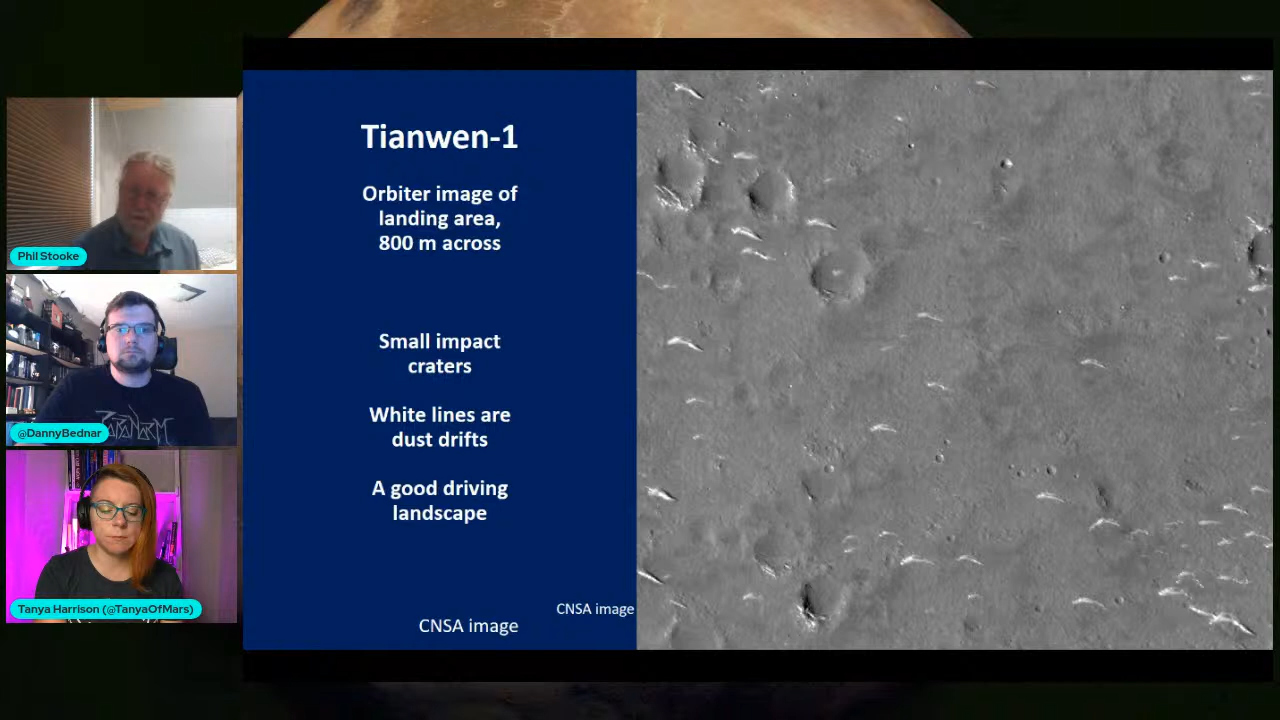 Tianwen-1
Orbiter image of
landing area,
800 m across
Small impact
craters
White lines are
dust drifts
A good driving
landscape
CNSA image
CNSA image
Phil Stooke
@DannyBednar
Tanya Harrison (@TanyaOfMars)